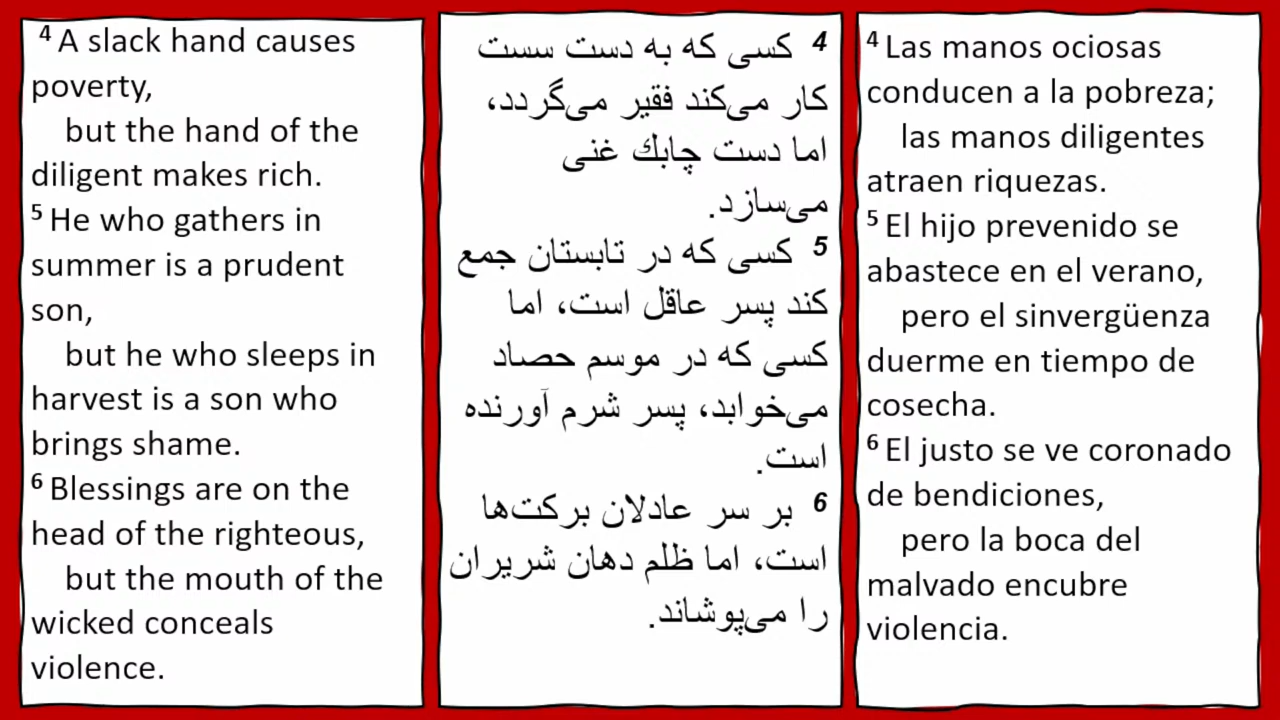 ⁴ A slack hand causes
poverty,
but the hand of the
diligent makes rich.
⁵ He who gathers in
summer is a prudent
son,
but he who sleeps in
harvest is a son who
brings shame.
⁶ Blessings are on the
head of the righteous,
but the mouth of the
wicked conceals
violence.
4 کسی که به دست سست
کار می‌کند فقیر می‌گردد،
اما دست چابك غنی
می‌سازد.
5 کسی که در تابستان جمع
کند پسر عاقل است، اما
کسی که در موسم حصاد
می‌خوابد، پسر شرم آورنده
است.
6 بر سر عادلان برکت‌ها
است، اما ظلم دهان شریران
را می‌پوشاند.
⁴ Las manos ociosas
conducen a la pobreza;
las manos diligentes
atraen riquezas.
⁵ El hijo prevenido se
abastece en el verano,
pero el sinvergüenza
duerme en tiempo de
cosecha.
⁶ El justo se ve coronado
de bendiciones,
pero la boca del
malvado encubre
violencia.